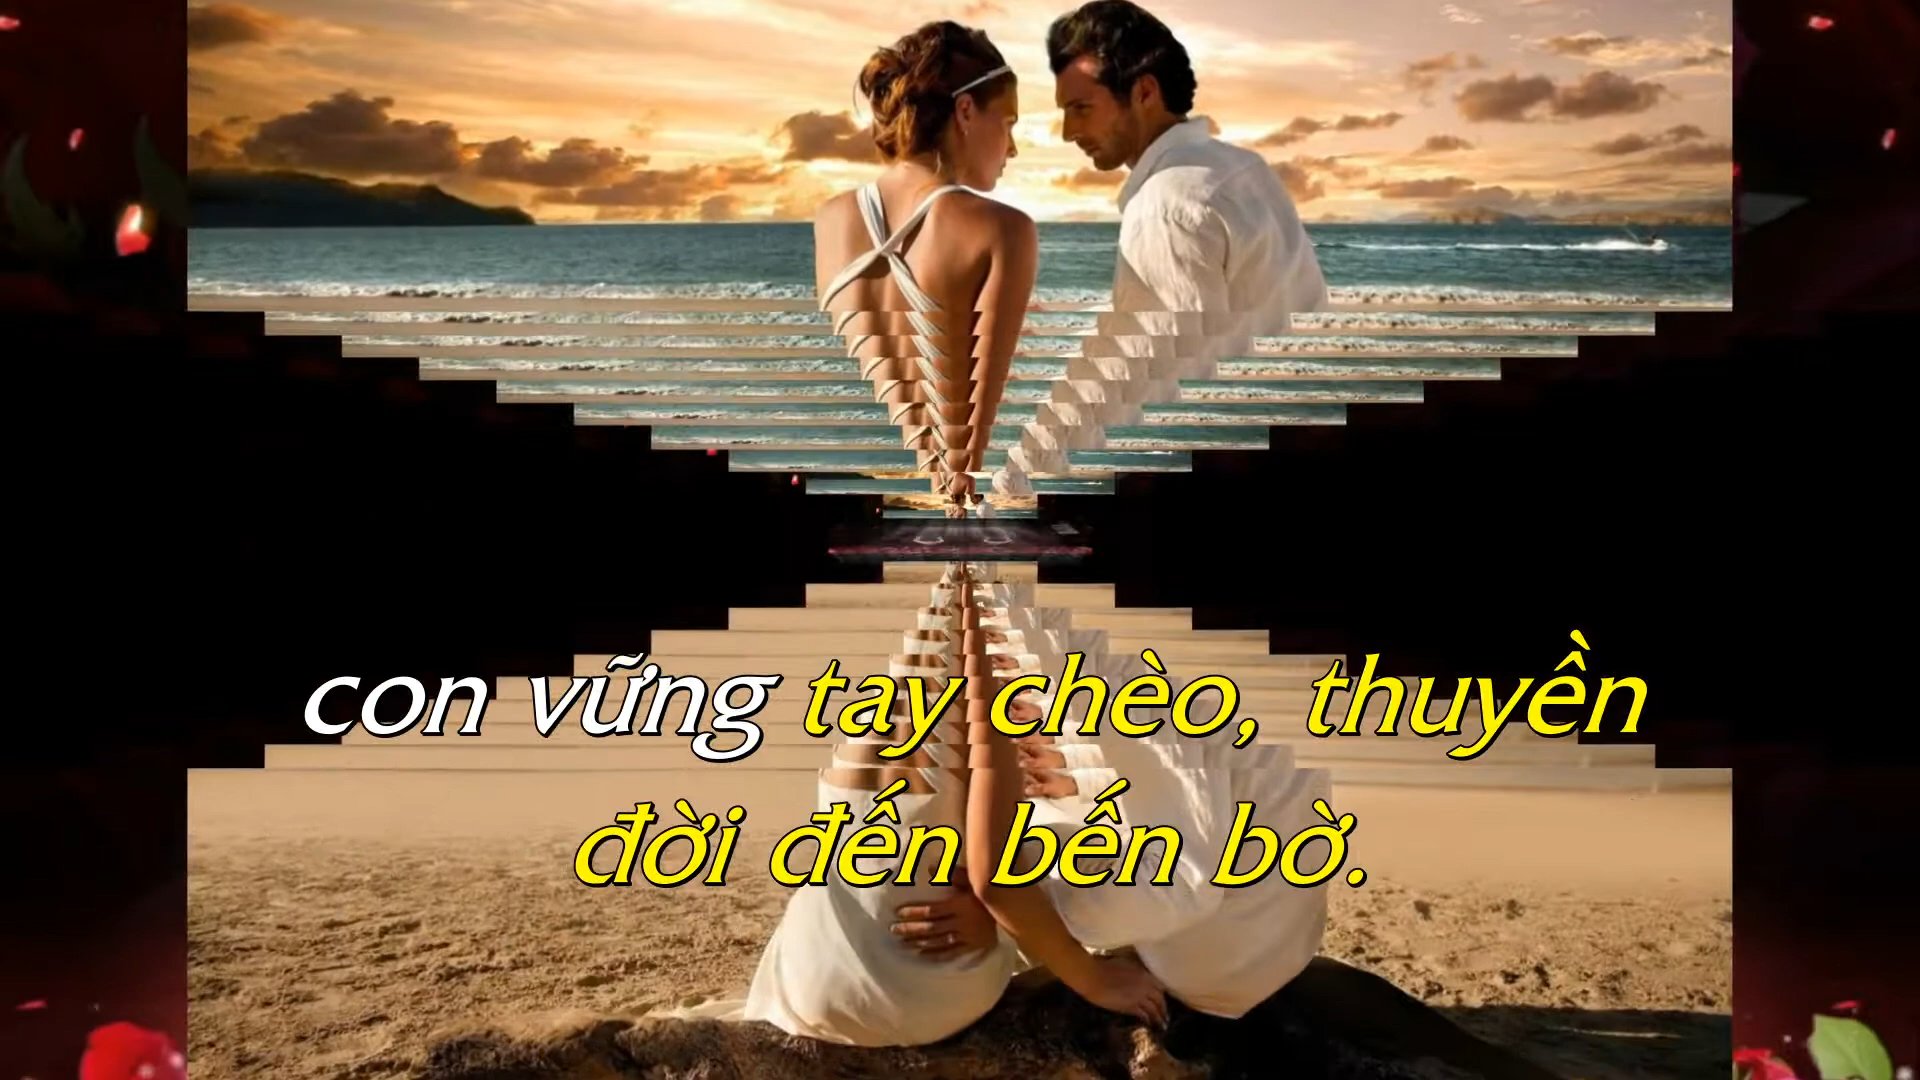 con vững tay chèo, thuyền
đời đến bến bờ.